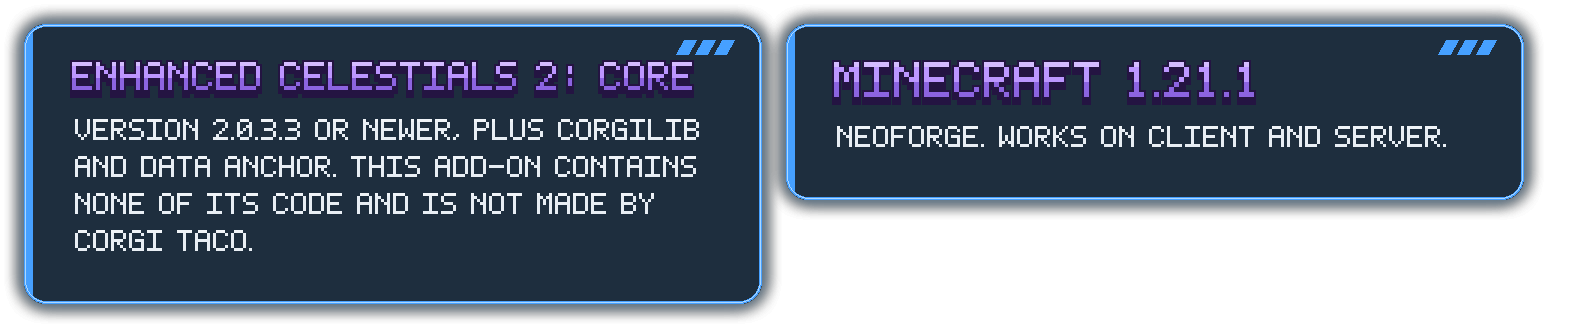 ENHANCED CELESTIALS 2: CORE
VERSION 2.0.3.3 OR NEWER, PLUS CORGILIB
AND DATA ANCHOR. THIS ADD-ON CONTAINS
NONE OF ITS CODE AND IS NOT MADE BY
CORGI TACO.
MINECRAFT 1.21.1
NEOFORGE. WORKS ON CLIENT AND SERVER.